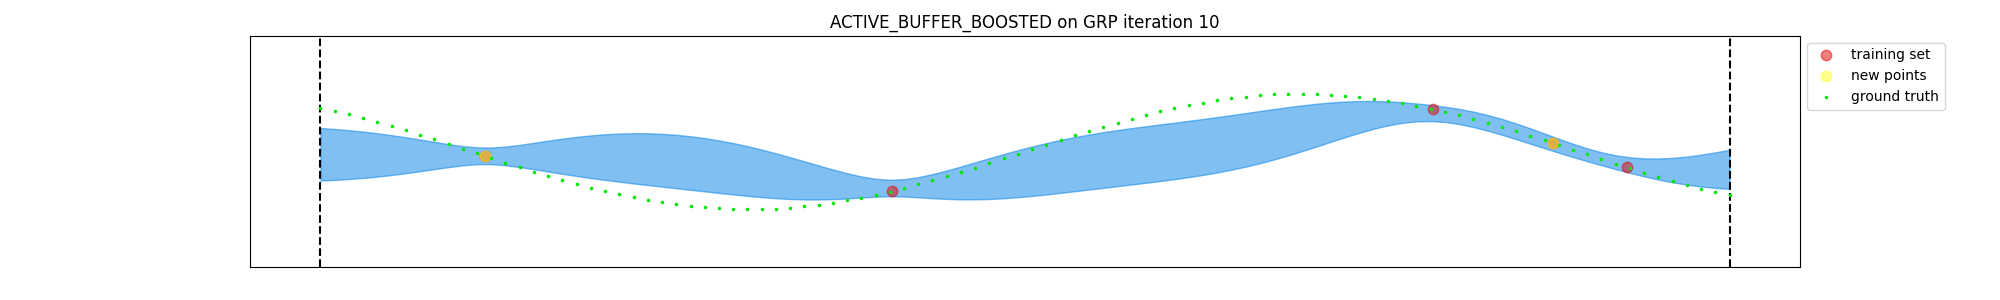 ACTIVE_BUFFER_BOOSTED on GRP iteration 10
training set
new points
ground truth